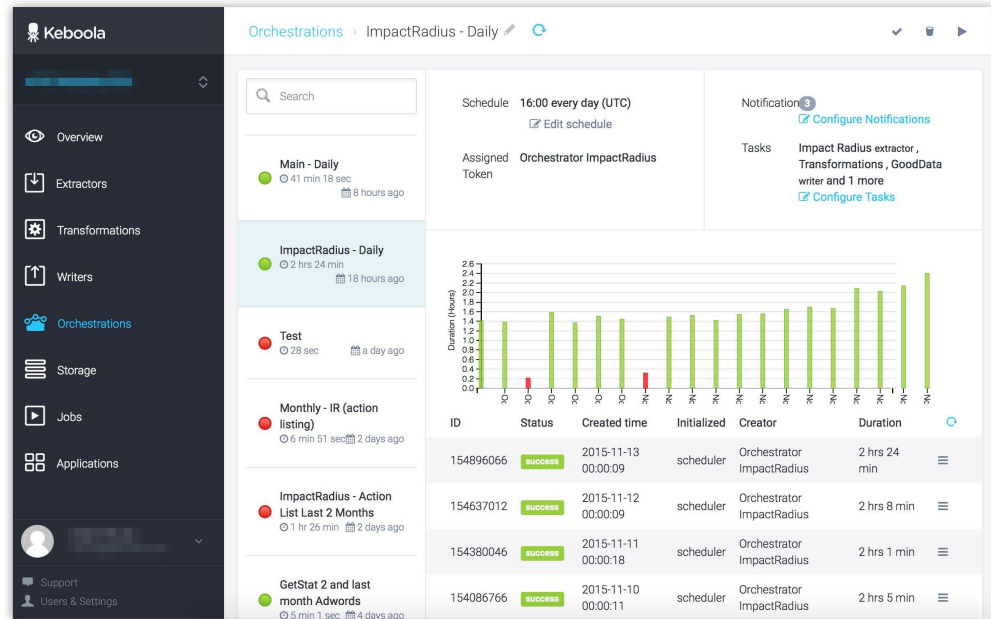 Keboola
Orchestrations > ImpactRadius - Daily
Overview
Extractors
Transformations
Writers
Orchestrations
Storage
Jobs
Applications
Support
Users & Settings
Search
Main - Daily
41 min 18 sec
8 hours ago
ImpactRadius - Daily
2 hrs 24 min
18 hours ago
Test
28 sec a day ago
Monthly - IR (action
listing)
6 min 51 sec 2 days ago
ImpactRadius - Action
List Last 2 Months
1 hr 26 min 2 days ago
GetStat 2 and last
month Adwords
5 min 1 sec 4 days ago
Schedule 16:00 every day (UTC)
Edit schedule
Assigned Orchestrator ImpactRadius
Token
Notification 3
Configure Notifications
Tasks Impact Radius extractor ,
Transformations , GoodData
writer and 1 more
Configure Tasks
Duration (Hours)
2.6
2.4
2.2
2.0
1.8
1.6
1.4
1.2
1.0
0.8
0.6
0.4
0.2
0.0
ID Status Created time Initialized Creator Duration
154896066 success 2015-11-13 00:00:09 scheduler Orchestrator ImpactRadius 2 hrs 24 min
154637012 success 2015-11-12 00:00:09 scheduler Orchestrator ImpactRadius 2 hrs 8 min
154380046 success 2015-11-11 00:00:18 scheduler Orchestrator ImpactRadius 2 hrs 1 min
154086766 success 2015-11-10 00:00:11 scheduler Orchestrator ImpactRadius 2 hrs 5 min